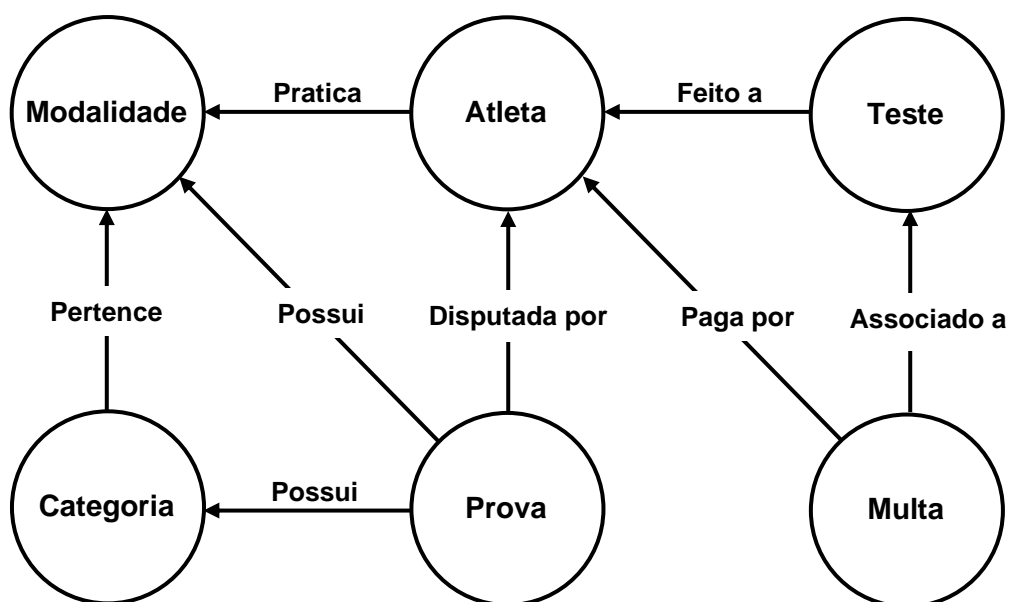 Modalidade
Pratica
Atleta
Feito a
Teste
Pertence
Possui
Disputada por
Paga por
Associado a
Categoria
Possui
Prova
Multa